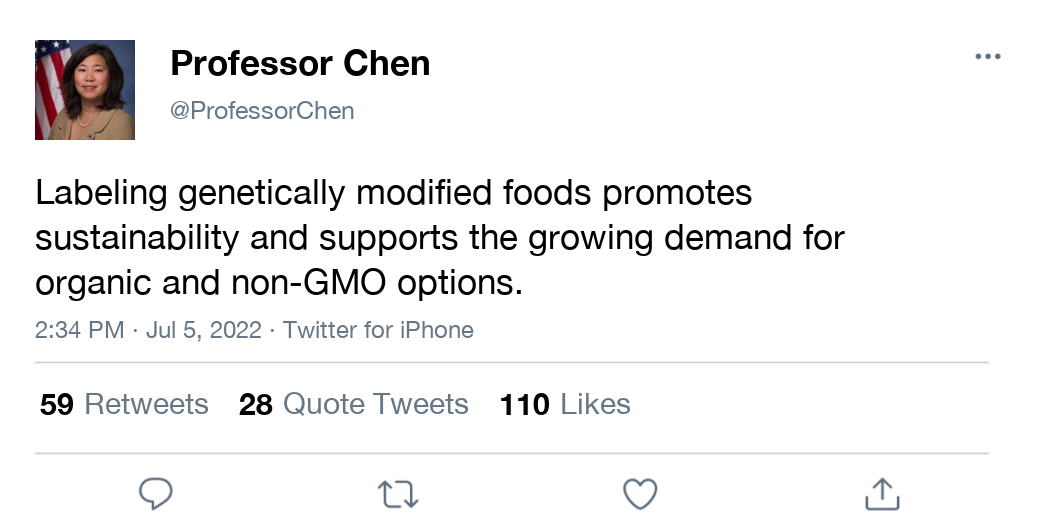 Professor Chen
@ProfessorChen
Labeling genetically modified foods promotes
sustainability and supports the growing demand for
organic and non-GMO options.
2:34 PM · Jul 5, 2022 · Twitter for iPhone
59 Retweets 28 Quote Tweets 110 Likes